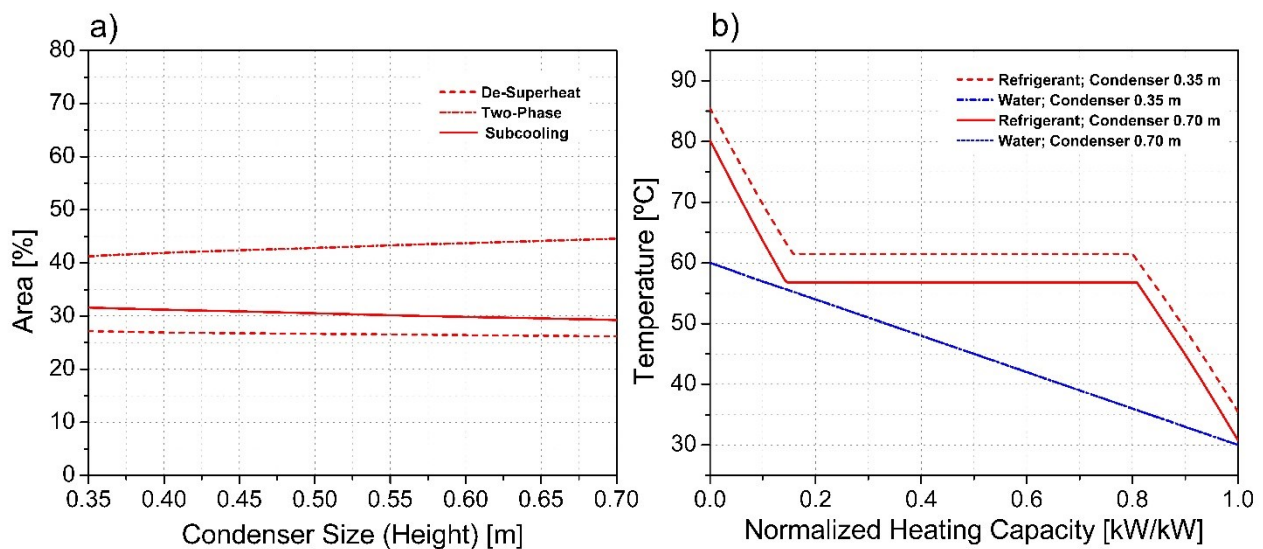 a)
80
70
60
50
40
30
20
10
0
Area [%]
De-Superheat
Two-Phase
Subcooling
0.35 0.40 0.45 0.50 0.55 0.60 0.65 0.70
Condenser Size (Height) [m]
b)
90
80
70
60
50
40
30
Temperature [ºC]
Refrigerant; Condenser 0.35 m
Water; Condenser 0.35 m
Refrigerant; Condenser 0.70 m
Water; Condenser 0.70 m
0.0 0.2 0.4 0.6 0.8 1.0
Normalized Heating Capacity [kW/kW]